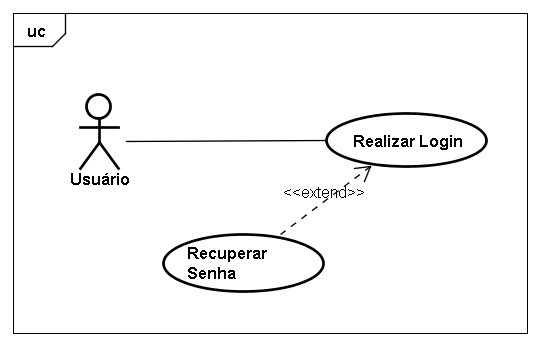 uc
Realizar Login
Usuário
<<extend>>
Recuperar
Senha